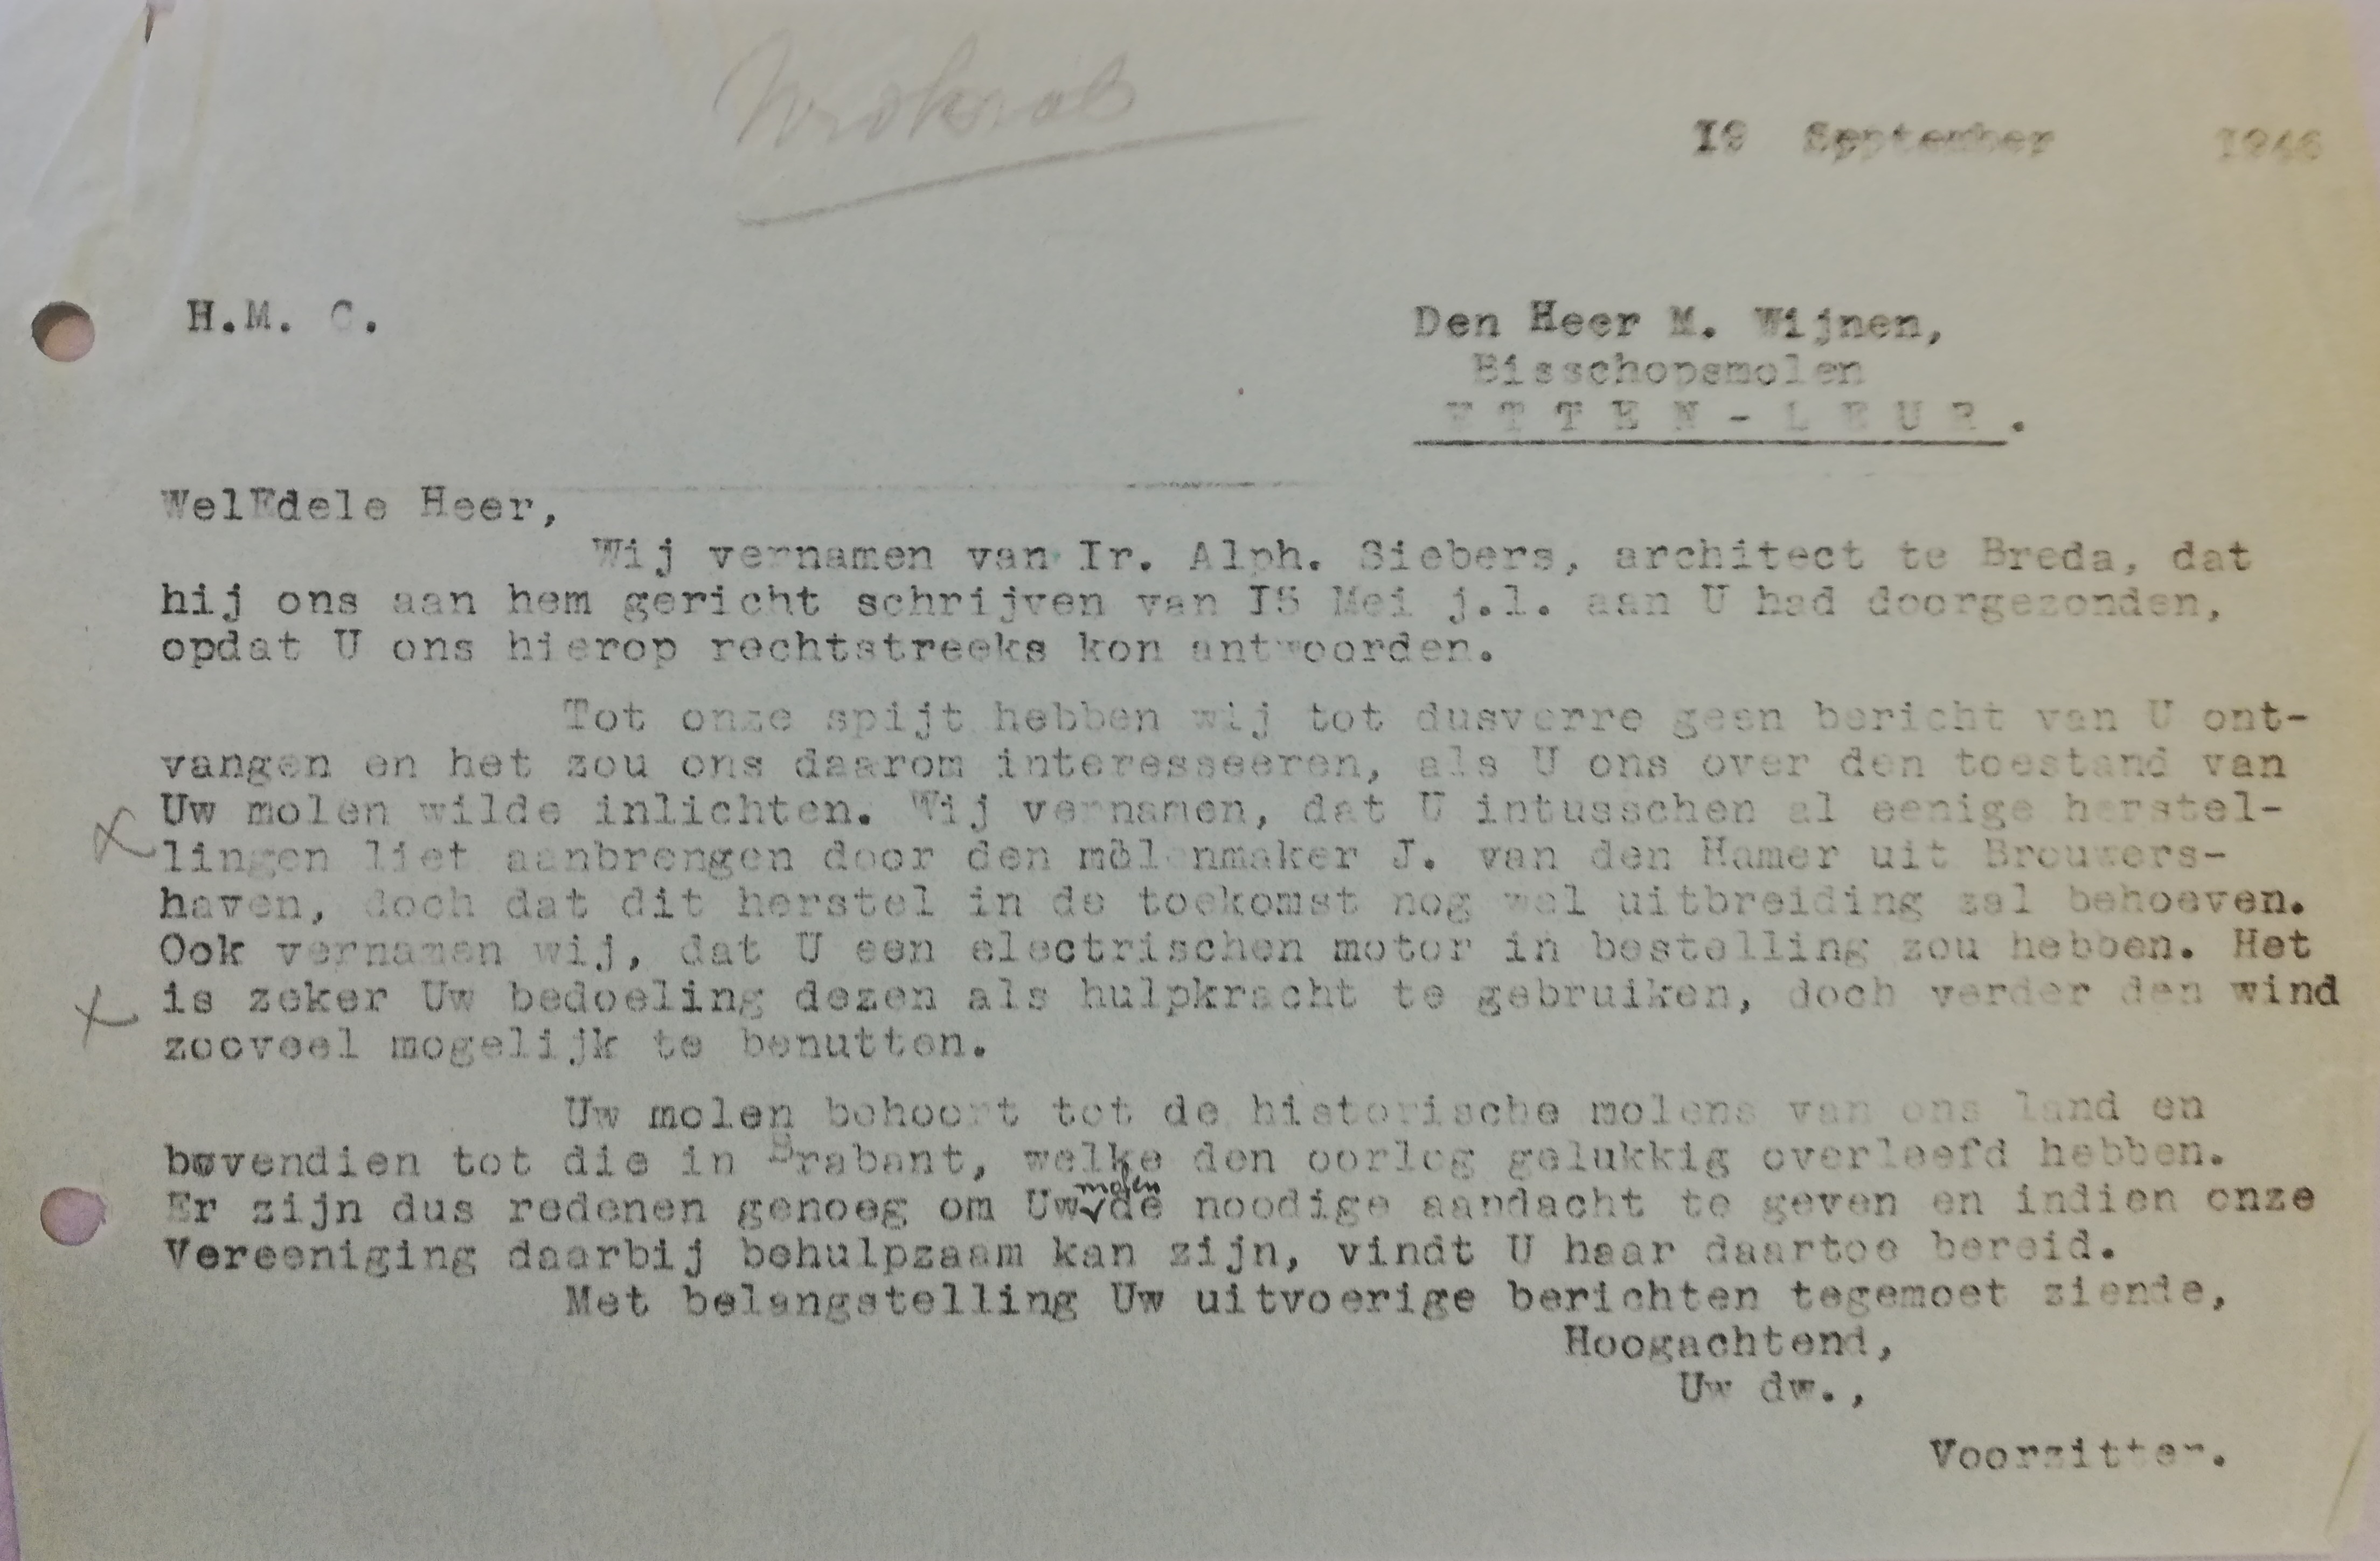 19 September 1946
H.M. C.
Den Heer M. Wijnen,
Bisschopsmolen
ETTEN-LEUR.
WelEdele Heer,
Wij vernamen van Ir. Alph. Siebers, architect te Breda, dat
hij ons aan hem gericht schrijven van I5 Mei j.l. aan U had doorgezonden,
opdat U ons hierop rechtstreeks kon antwoorden.
Tot onze spijt hebben wij tot dusverre geen bericht van U ont-
vangen en het zou ons daarom interesseeren, als U ons over den toestand van
Uw molen wilde inlichten. Wij vernamen, dat U intusschen al eenige herstel-
lingen liet aanbrengen door den molenmaker J. van den Hamer uit Brouwers-
haven, doch dat dit herstel in de toekomst nog wel uitbreiding zal behoeven.
Ook vernamen wij, dat U een electrischen motor in bestelling zou hebben. Het
is zeker Uw bedoeling dezen als hulpkracht te gebruiken, doch verder den wind
zooveel mogelijk te benutten.
Uw molen behoort tot de historische molens van ons land en
bovendien tot die in Brabant, welke den oorlog gelukkig overleefd hebben.
Er zijn dus redenen genoeg om Uw molen de noodige aandacht te geven en indien onze
Vereeniging daarbij behulpzaam kan zijn, vindt U haar daartoe bereid.
Met belangstelling Uw uitvoerige berichten tegemoet ziende,
Hoogachtend,
Uw dw.,
Voorzitter.